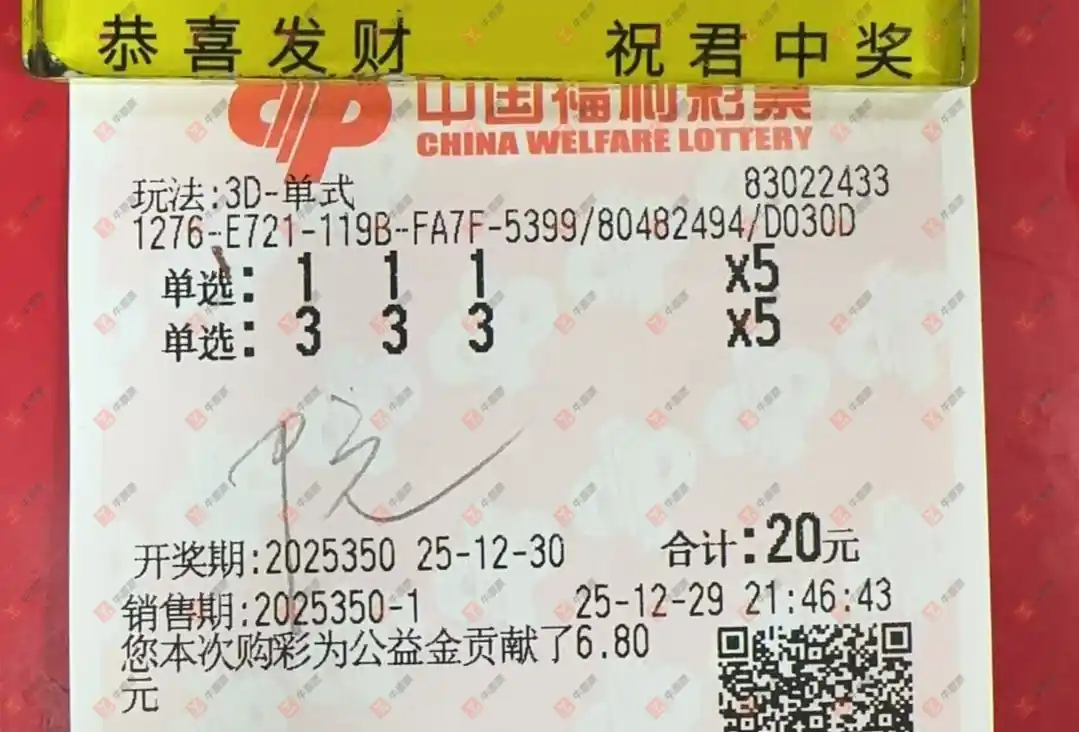 恭喜发财 祝君中奖
中国福利彩票
CHINA WELFARE LOTTERY
玩法:3D-单式 83022433
1276-E721-119B-FA7F-5399/80482494/D030D
单选: 1 1 1 x5
单选: 3 3 3 x5
开奖期:2025350 25-12-30 合计:20元
销售期:2025350-1 25-12-29 21:46:43
您本次购彩为公益金贡献了6.80
元